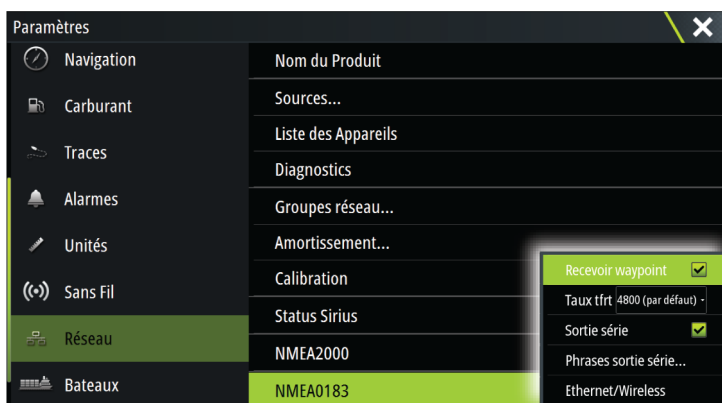 Paramètres
Navigation
Carburant
Traces
Alarmes
Unités
Sans Fil
Réseau
Bateaux
Nom du Produit
Sources...
Liste des Appareils
Diagnostics
Groupes réseau...
Amortissement...
Calibration
Status Sirius
NMEA2000
NMEA0183
Recevoir waypoint
Taux tfrt 4800 (par défaut)
Sortie série
Phrases sortie série...
Ethernet/Wireless